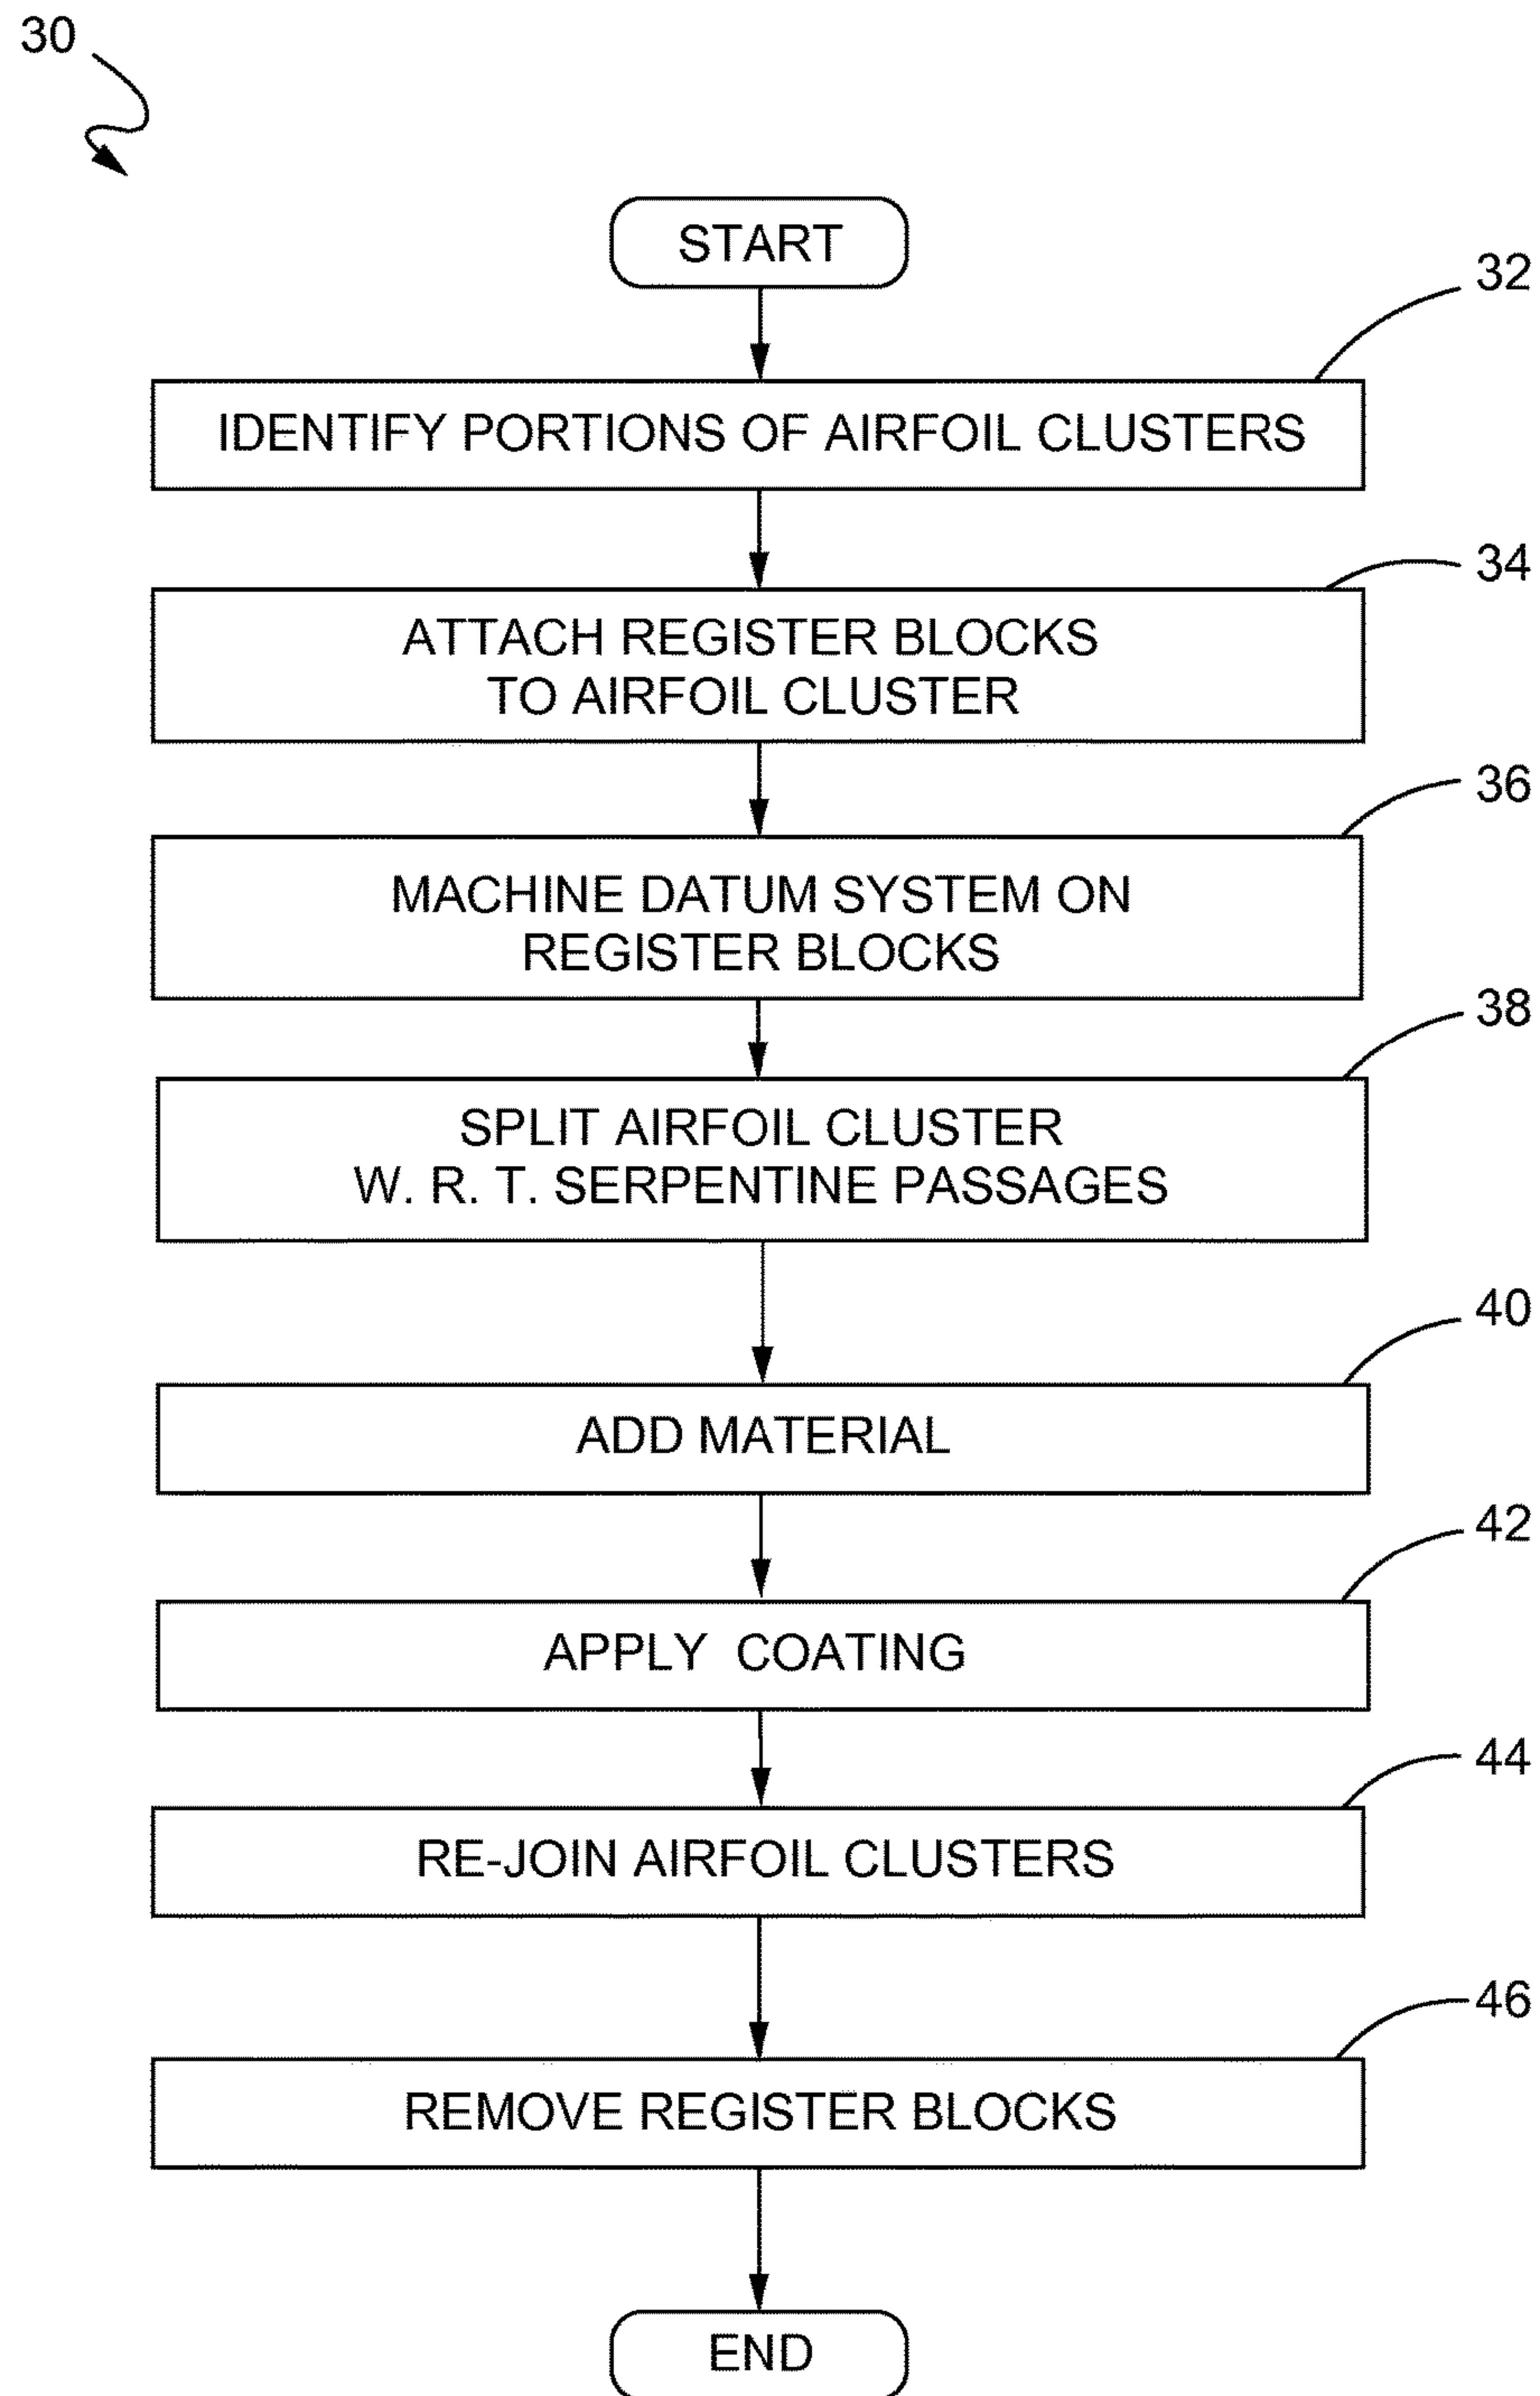 30
START
32
IDENTIFY PORTIONS OF AIRFOIL CLUSTERS
34
ATTACH REGISTER BLOCKS
TO AIRFOIL CLUSTER
36
MACHINE DATUM SYSTEM ON
REGISTER BLOCKS
38
SPLIT AIRFOIL CLUSTER
W. R. T. SERPENTINE PASSAGES
40
ADD MATERIAL
42
APPLY COATING
44
RE-JOIN AIRFOIL CLUSTERS
46
REMOVE REGISTER BLOCKS
END